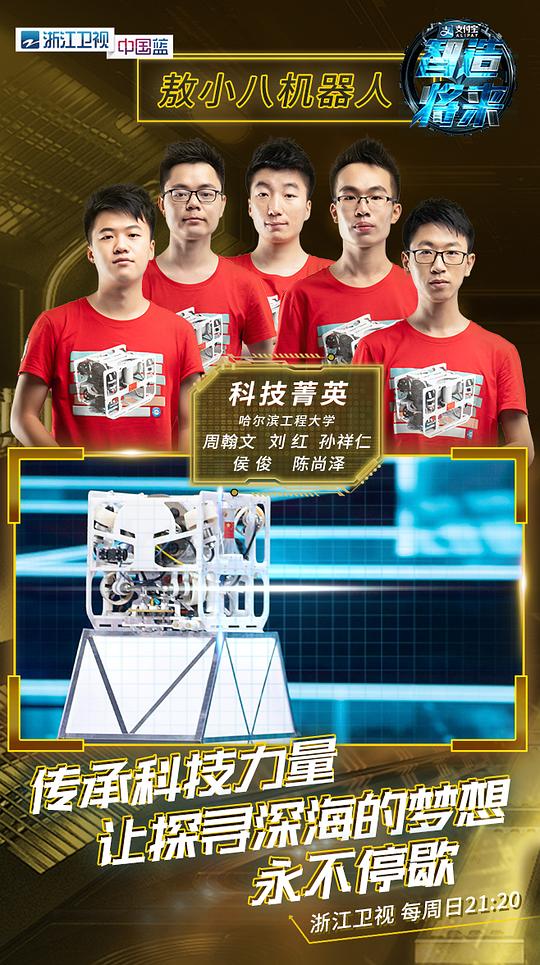 浙江卫视 中国蓝
支付宝
ALIPAY
智造将来
敖小八机器人
科技菁英
哈尔滨工程大学
周翰文 刘红 孙祥仁
侯俊 陈尚泽
传承科技力量
让探寻深海的梦想
永不停歇
浙江卫视 每周日21:20